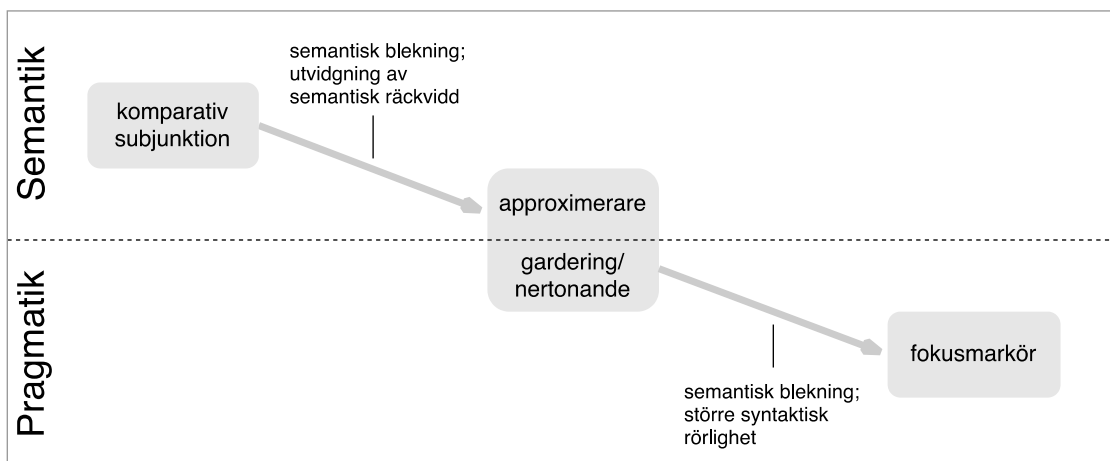 Semantik
semantisk blekning;
utvidgning av
semantisk räckvidd
komparativ
subjunktion
approximerare
Pragmatik
gardering/
nertonande
fokusmarkör
semantisk blekning;
större syntaktisk
rörlighet